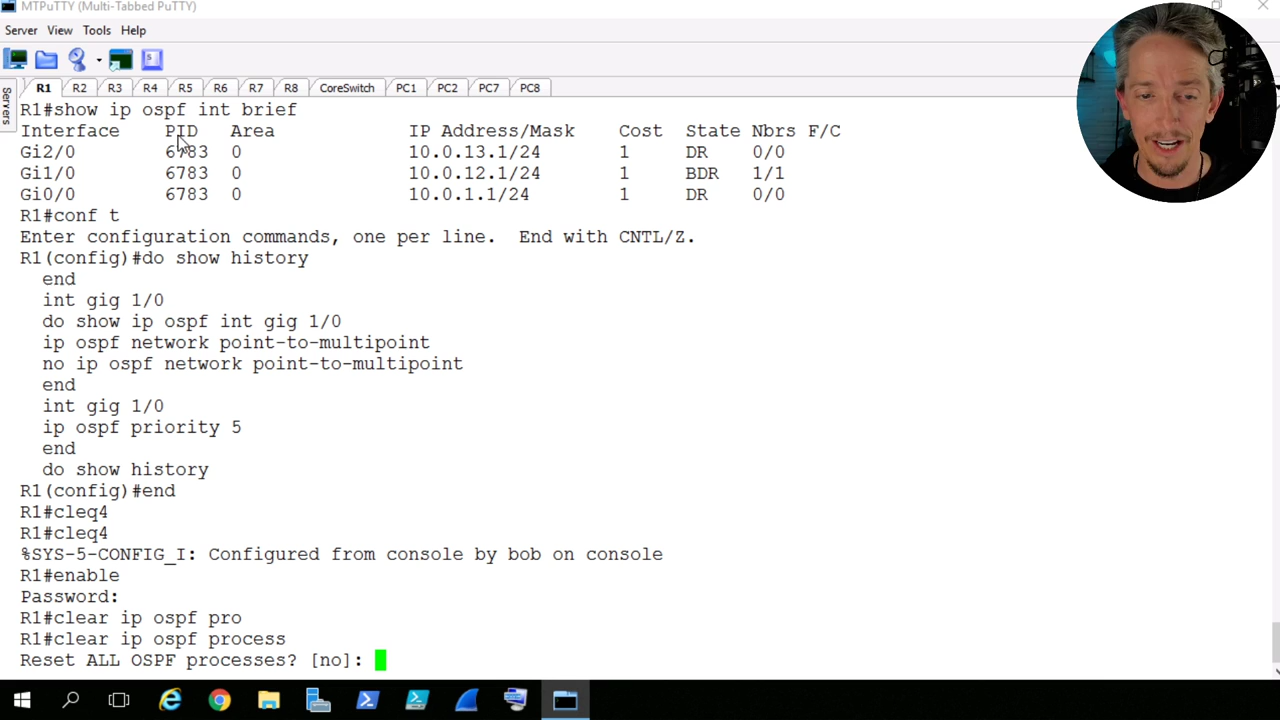 MTPuTTY (Multi-Tabbed PuTTY)
Server View Tools Help
R1 R2 R3 R4 R5 R6 R7 R8 CoreSwitch PC1 PC2 PC7 PC8
Servers
R1#show ip ospf int brief
Interface PID Area IP Address/Mask Cost State Nbrs F/C
Gi2/0 6783 0 10.0.13.1/24 1 DR 0/0
Gi1/0 6783 0 10.0.12.1/24 1 BDR 1/1
Gi0/0 6783 0 10.0.1.1/24 1 DR 0/0
R1#conf t
Enter configuration commands, one per line. End with CNTL/Z.
R1(config)#do show history
end
int gig 1/0
do show ip ospf int gig 1/0
ip ospf network point-to-multipoint
no ip ospf network point-to-multipoint
end
int gig 1/0
ip ospf priority 5
end
do show history
R1(config)#end
R1#cleq4
R1#cleq4
%SYS-5-CONFIG_I: Configured from console by bob on console
R1#enable
Password:
R1#clear ip ospf pro
R1#clear ip ospf process
Reset ALL OSPF processes? [no]: